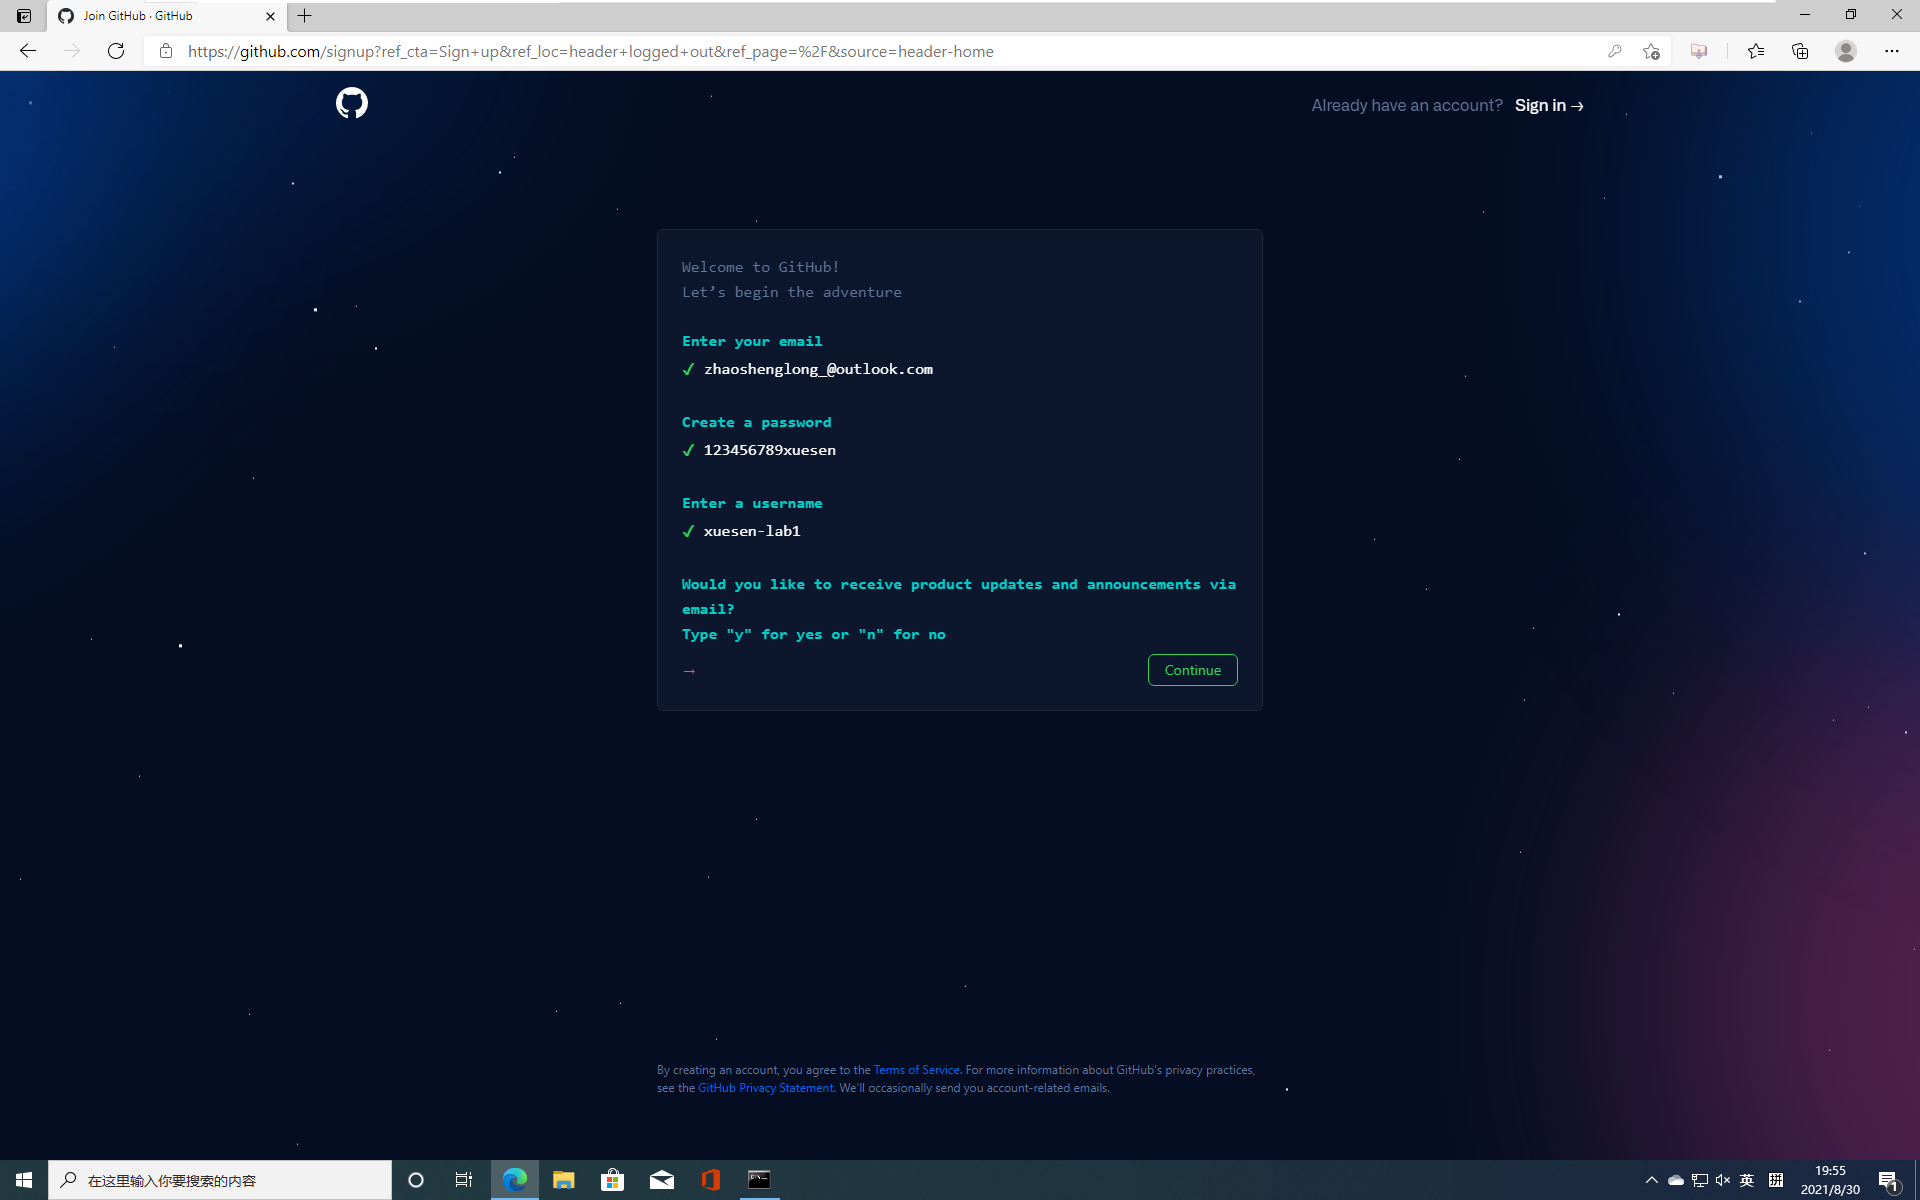 Join GitHub · GitHub
https://github.com/signup?ref_cta=Sign+up&ref_loc=header+logged+out&ref_page=%2F&source=header-home
Already have an account? Sign in →
Welcome to GitHub!
Let’s begin the adventure
Enter your email
✓ zhaoshenglong_@outlook.com
Create a password
✓ 123456789xuesen
Enter a username
✓ xuesen-lab1
Would you like to receive product updates and announcements via
email?
Type "y" for yes or "n" for no
→ Continue
By creating an account, you agree to the Terms of Service. For more information about GitHub's privacy practices,
see the GitHub Privacy Statement. We'll occasionally send you account-related emails.
在这里输入你要搜索的内容
英
拼
19:55
2021/8/30
1